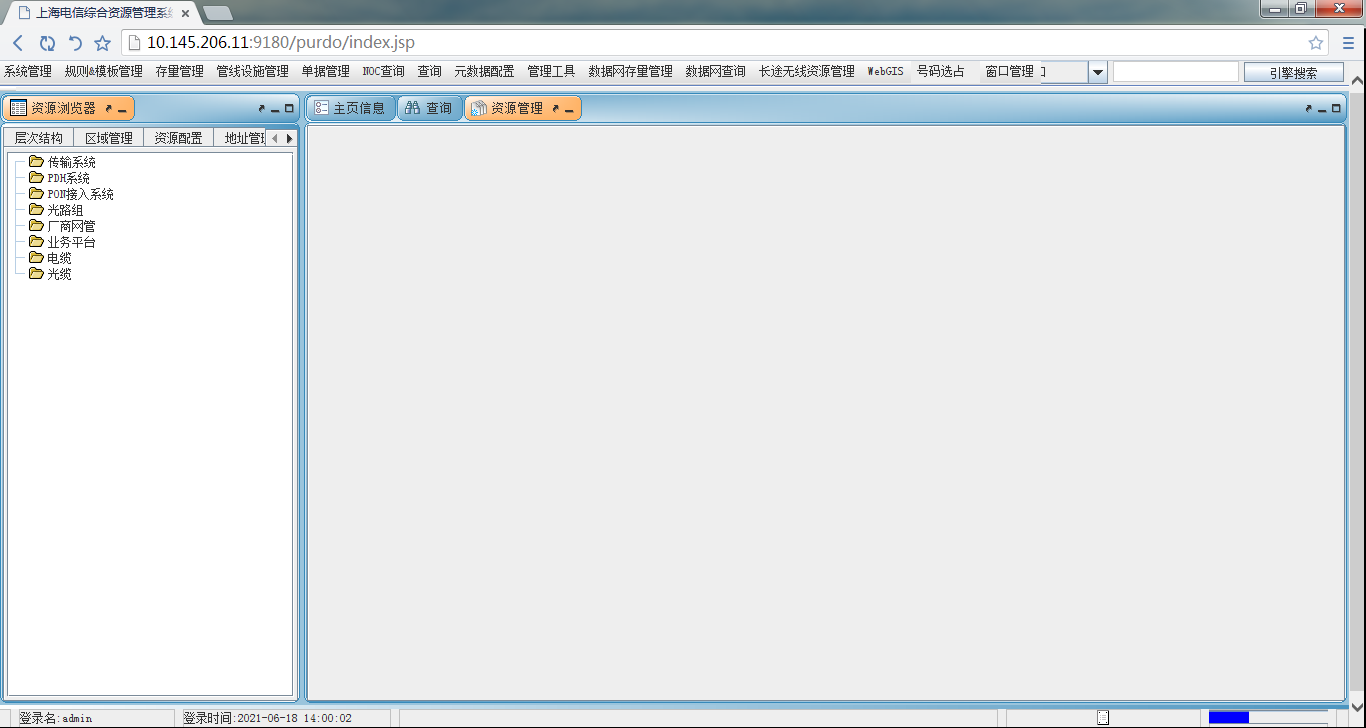 上海电信综合资源管理系
10.145.206.11:9180/purdo/index.jsp
系统管理 规则&模板管理 存量管理 管线设施管理 单据管理 NOC查询 查询 元数据配置 管理工具 数据网存量管理 数据网查询 长途无线资源管理 WebGIS 号码选占 窗口管理 引擎搜索
资源浏览器 主页信息 查询 资源管理
层次结构 区域管理 资源配置 地址管
传输系统
PDH系统
PON接入系统
光路组
厂商网管
业务平台
电缆
光缆
登录名:admin 登录时间:2021-06-18 14:00:02